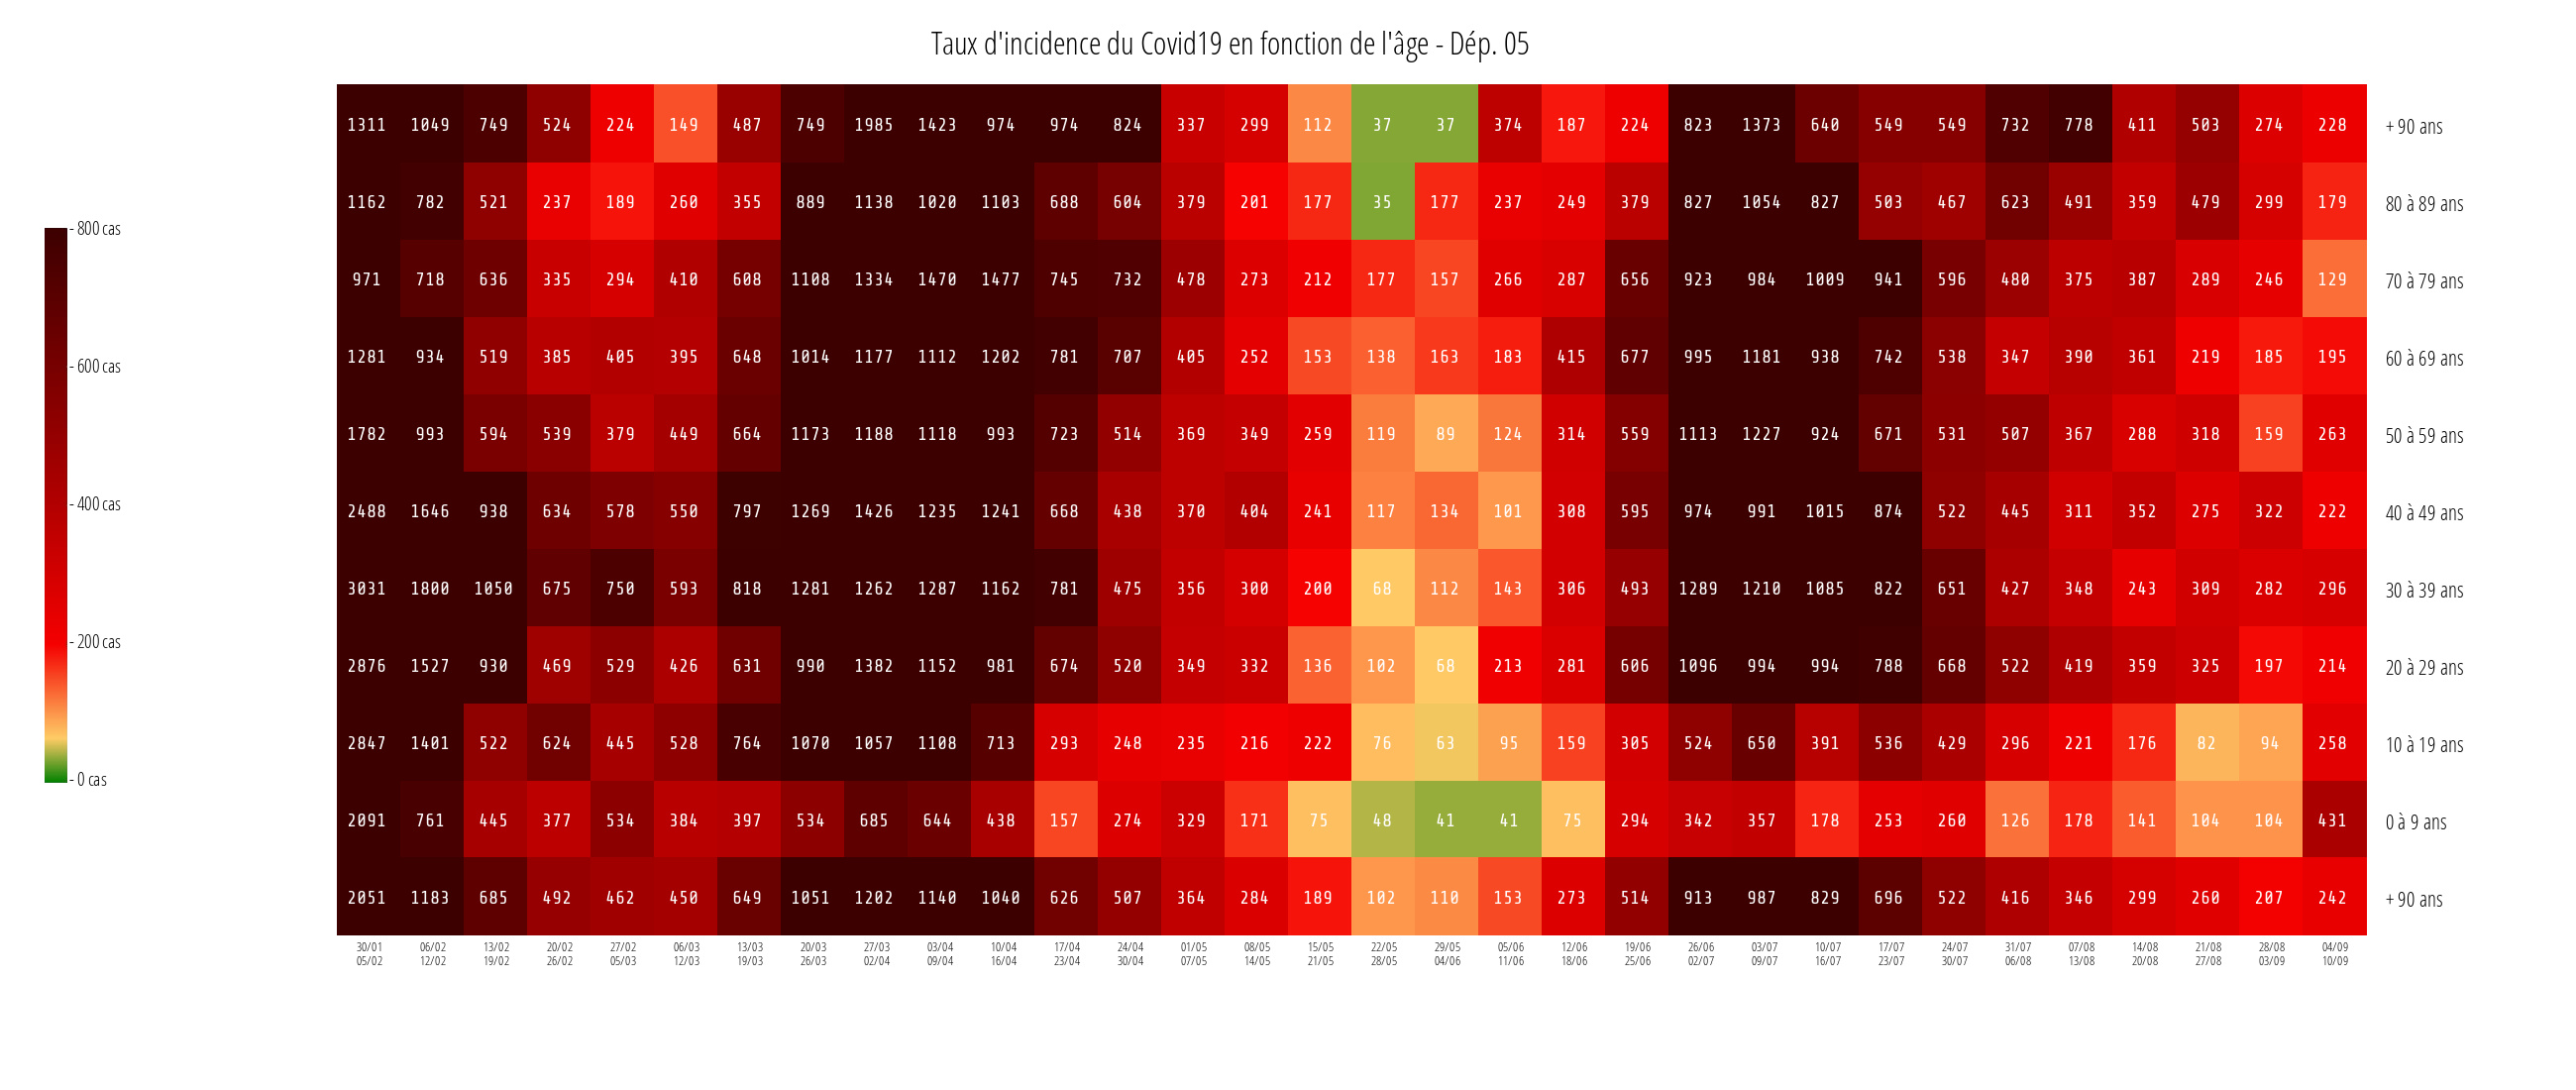 Taux d'incidence du Covid19 en fonction de l'âge - Dép. 05
- 800 cas
- 600 cas
- 400 cas
- 200 cas
- 0 cas
1311 1049 749 524 224 149 487 749 1985 1423 974 974 824 337 299 112 37 37 374 187 224 823 1373 640 549 549 732 778 411 503 274 228 + 90 ans
1162 782 521 237 189 260 355 889 1138 1020 1103 688 604 379 201 177 35 177 237 249 379 827 1054 827 503 467 623 491 359 479 299 179 80 à 89 ans
971 718 636 335 294 410 608 1108 1334 1470 1477 745 732 478 273 212 177 157 266 287 656 923 984 1009 941 596 480 375 387 289 246 129 70 à 79 ans
1281 934 519 385 405 395 648 1014 1177 1112 1202 781 707 405 252 153 138 163 183 415 677 995 1181 938 742 538 347 390 361 219 185 195 60 à 69 ans
1782 993 594 539 379 449 664 1173 1188 1118 993 723 514 369 349 259 119 89 124 314 559 1113 1227 924 671 531 507 367 288 318 159 263 50 à 59 ans
2488 1646 938 634 578 550 797 1269 1426 1235 1241 668 438 370 404 241 117 134 101 308 595 974 991 1015 874 522 445 311 352 275 322 222 40 à 49 ans
3031 1800 1050 675 750 593 818 1281 1262 1287 1162 781 475 356 300 200 68 112 143 306 493 1289 1210 1085 822 651 427 348 243 309 282 296 30 à 39 ans
2876 1527 930 469 529 426 631 990 1382 1152 981 674 520 349 332 136 102 68 213 281 606 1096 994 994 788 668 522 419 359 325 197 214 20 à 29 ans
2847 1401 522 624 445 528 764 1070 1057 1108 713 293 248 235 216 222 76 63 95 159 305 524 650 391 536 429 296 221 176 82 94 258 10 à 19 ans
2091 761 445 377 534 384 397 534 685 644 438 157 274 329 171 75 48 41 41 75 294 342 357 178 253 260 126 178 141 104 104 431 0 à 9 ans
2051 1183 685 492 462 450 649 1051 1202 1140 1040 626 507 364 284 189 102 110 153 273 514 913 987 829 696 522 416 346 299 260 207 242 + 90 ans
30/01 06/02 13/02 20/02 27/02 06/03 13/03 20/03 27/03 03/04 10/04 17/04 24/04 01/05 08/05 15/05 22/05 29/05 05/06 12/06 19/06 26/06 03/07 10/07 17/07 24/07 31/07 07/08 14/08 21/08 28/08 04/09
05/02 12/02 19/02 26/02 05/03 12/03 19/03 26/03 02/04 09/04 16/04 23/04 30/04 07/05 14/05 21/05 28/05 04/06 11/06 18/06 25/06 02/07 09/07 16/07 23/07 30/07 06/08 13/08 20/08 27/08 03/09 10/09